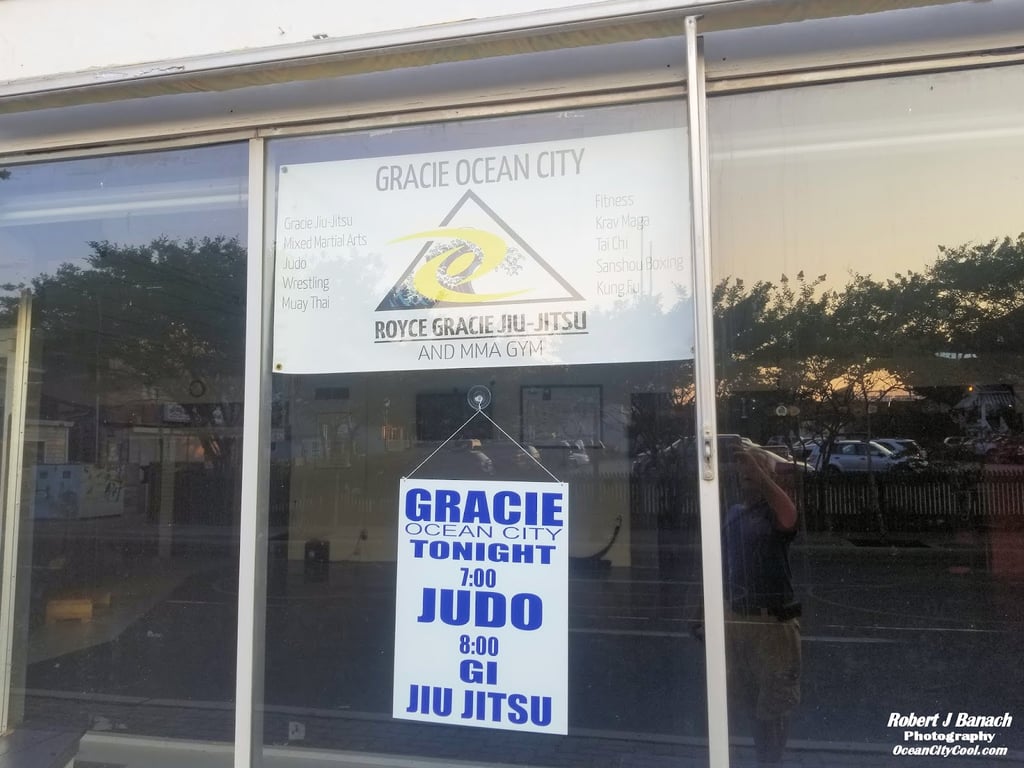 GRACIE OCEAN CITY
Gracie Jiu-Jitsu
Mixed Martial Arts
Judo
Wrestling
Muay Thai
Fitness
Krav Maga
Tai Chi
Sanshou Boxing
Kung Fu
ROYCE GRACIE JIU-JITSU
AND MMA GYM
GRACIE
OCEAN CITY
TONIGHT
7:00
JUDO
8:00
GI
JIU JITSU
Robert J Banach
Photography
OceanCityCool.com